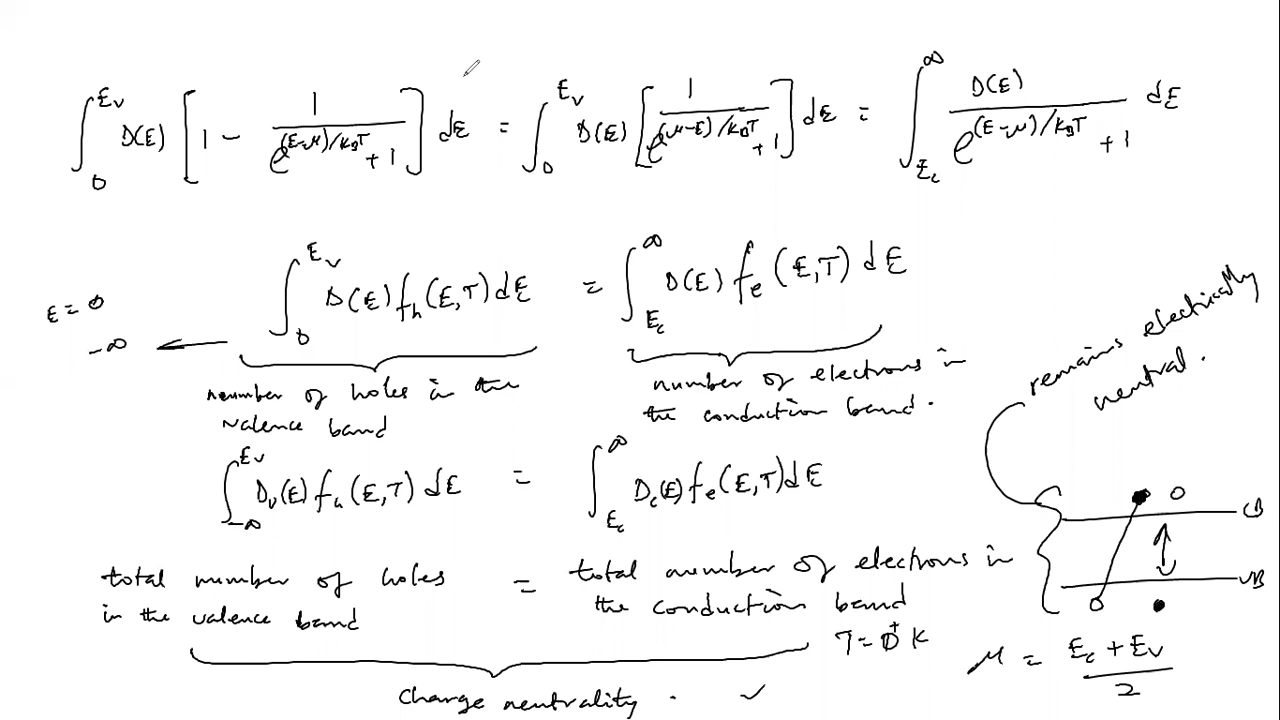 ∫₀^{E_v} D(E) [1 - 1/(e^{(E-μ)/k_BT} + 1)] dE = ∫₀^{E_v} D(E) [1/(e^{(μ-E)/k_BT} + 1)] dE = ∫_{E_c}^∞ D(E)/(e^{(E-μ)/k_BT} + 1) dE
∫₀^{E_v} D(E) f_h(E,T) dE = ∫_{E_c}^∞ D(E) f_e(E,T) dE
E = 0
-∞ ←
number of holes in the
valence band
number of electrons in
the conduction band.
remains electrically
neutral.
∫_{-∞}^{E_v} D_v(E) f_h(E,T) dE = ∫_{E_c}^∞ D_c(E) f_e(E,T) dE
CB
VB
total number of holes
in the valence band
=
total number of electrons in
the conduction band
T = 0⁺ K
μ = (E_c + E_v)/2
Charge neutrality. ✓